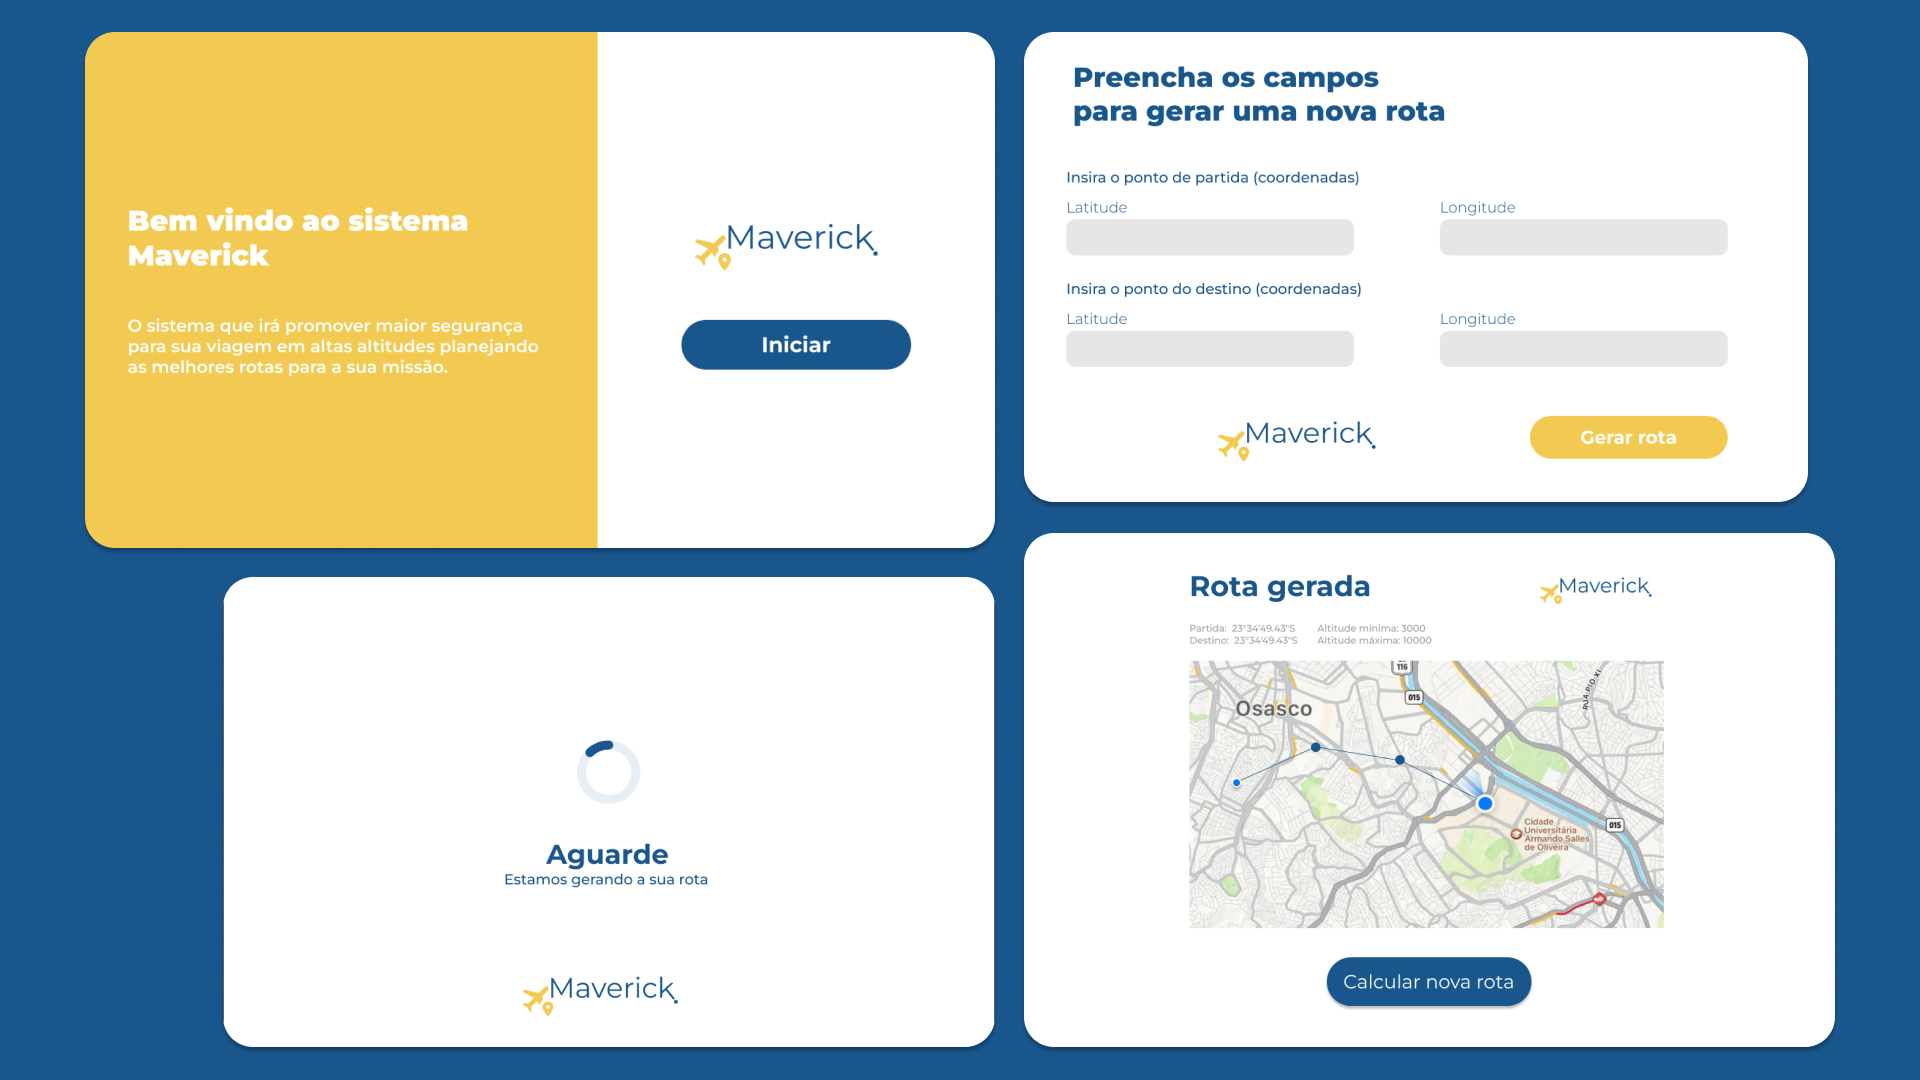 Bem vindo ao sistema
Maverick
O sistema que irá promover maior segurança
para sua viagem em altas altitudes planejando
as melhores rotas para a sua missão.
Maverick.
Iniciar
Preencha os campos
para gerar uma nova rota
Insira o ponto de partida (coordenadas)
Latitude
Longitude
Insira o ponto do destino (coordenadas)
Latitude
Longitude
Maverick.
Gerar rota
Aguarde
Estamos gerando a sua rota
Maverick.
Rota gerada
Maverick.
Partida: 23°34'49.43"S Altitude mínima: 3000
Destino: 23°34'49.43"S Altitude máxima: 10000
116
015
RUA PIO XI
Osasco
015
Cidade
Universitária
Armando Salles
de Oliveira
Calcular nova rota